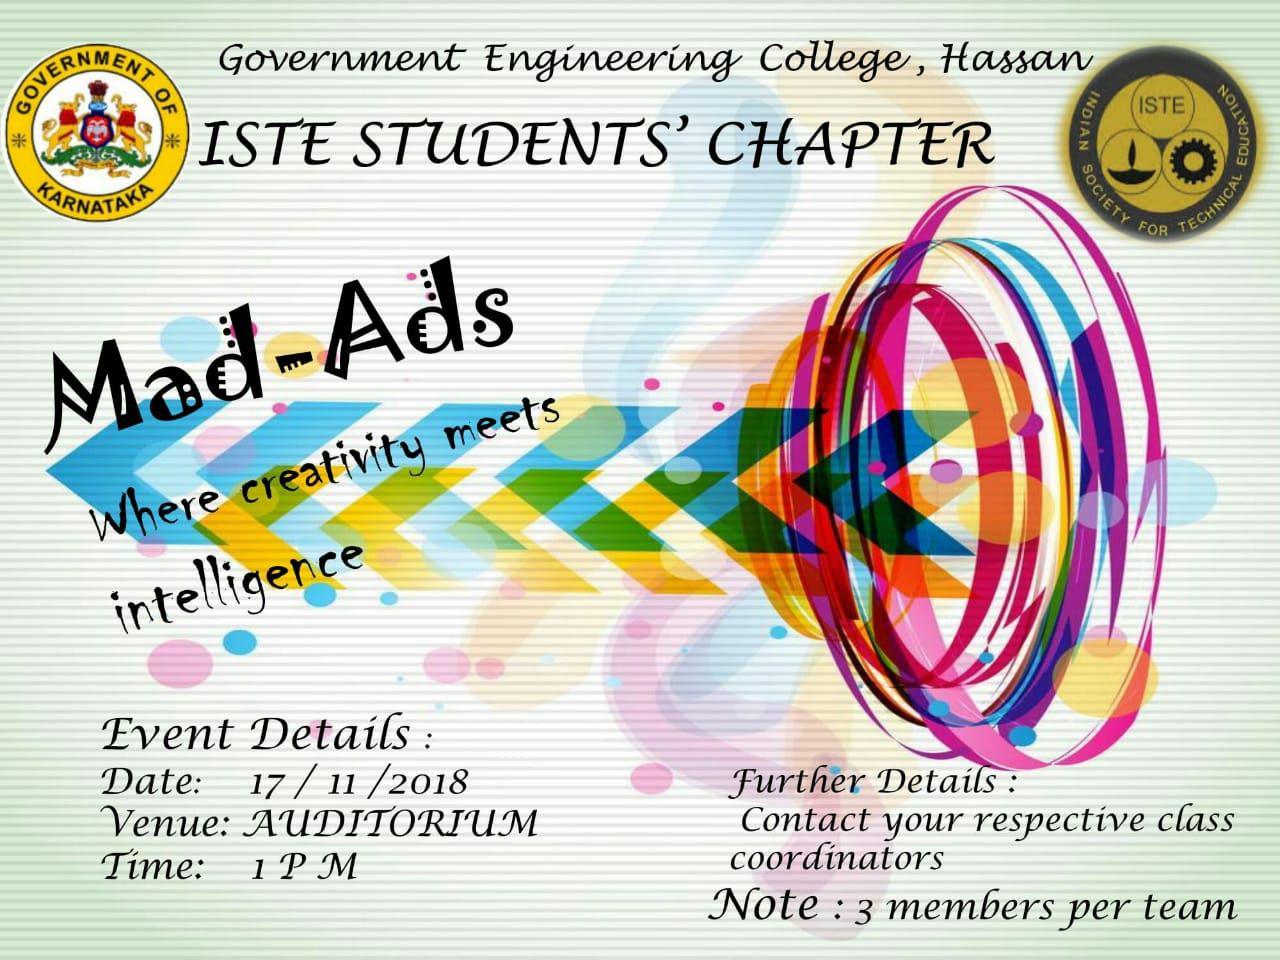 Government Engineering College , Hassan
ISTE STUDENTS’ CHAPTER
GOVERNMENT OF
KARNATAKA
ISTE
INDIAN SOCIETY FOR TECHNICAL EDUCATION
Mad-Ads
Where creativity meets
intelligence
Event Details :
Date: 17 / 11 /2018
Venue: AUDITORIUM
Time: 1 P M
Further Details :
Contact your respective class
coordinators
Note : 3 members per team